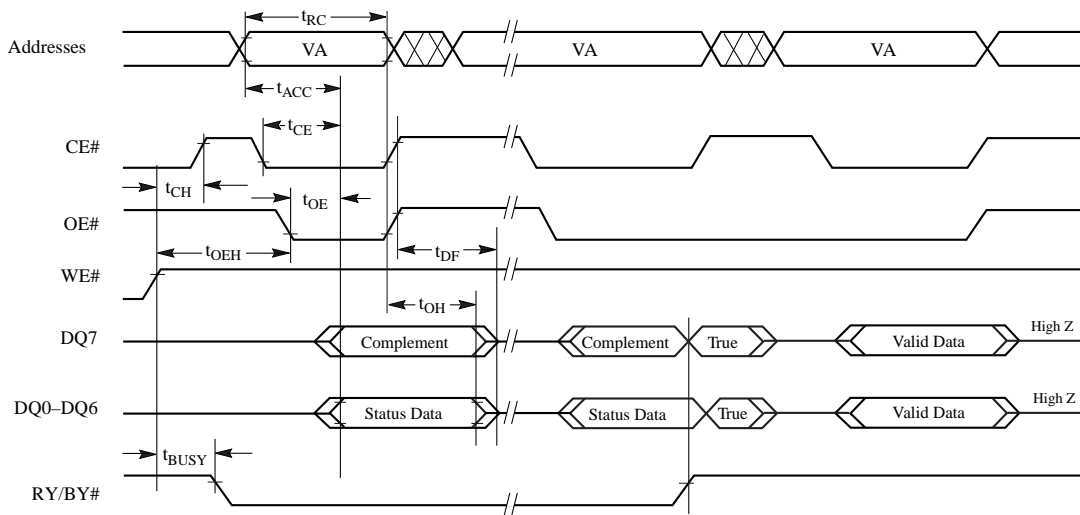 tRC
Addresses
VA
VA
VA
tACC
tCE
CE#
tCH
tOE
OE#
tOEH
tDF
WE#
tOH
High Z
DQ7
Complement
Complement
True
Valid Data
High Z
DQ0–DQ6
Status Data
Status Data
True
Valid Data
tBUSY
RY/BY#